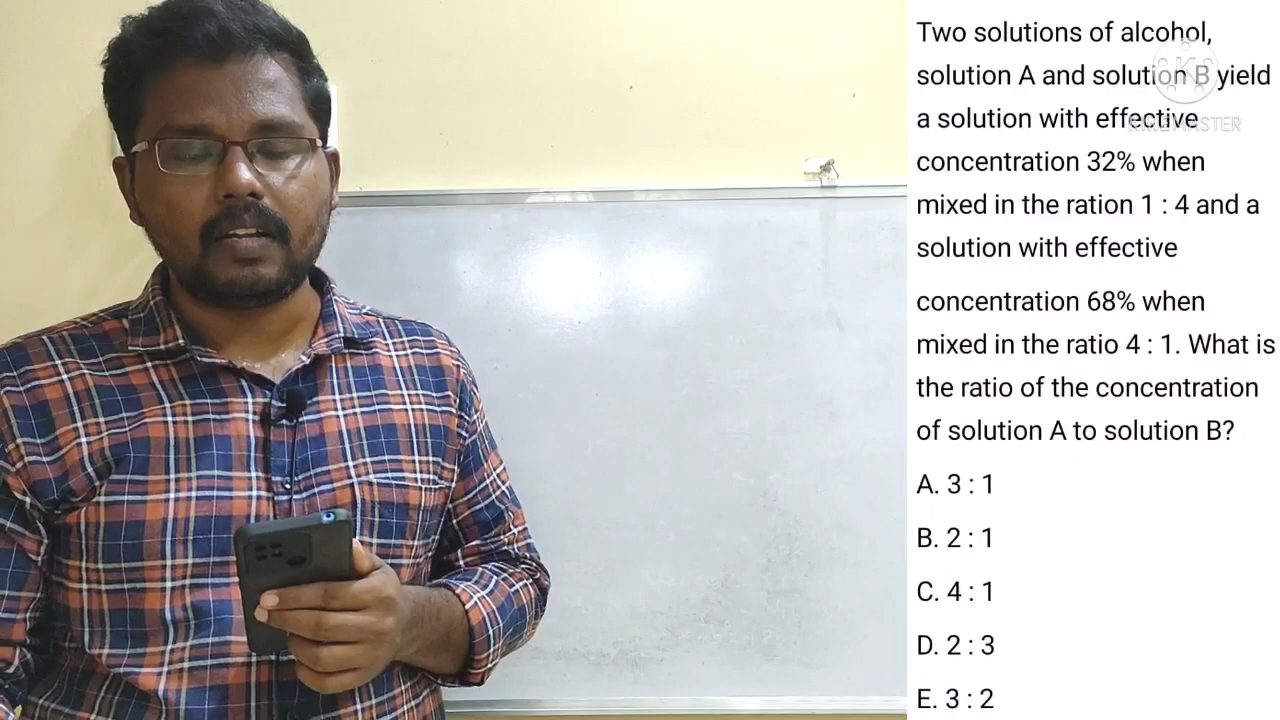 Two solutions of alcohol,
solution A and solution B yield
a solution with effective
concentration 32% when
mixed in the ration 1 : 4 and a
solution with effective
concentration 68% when
mixed in the ratio 4 : 1. What is
the ratio of the concentration
of solution A to solution B?
A. 3 : 1
B. 2 : 1
C. 4 : 1
D. 2 : 3
E. 3 : 2
KINEMASTER